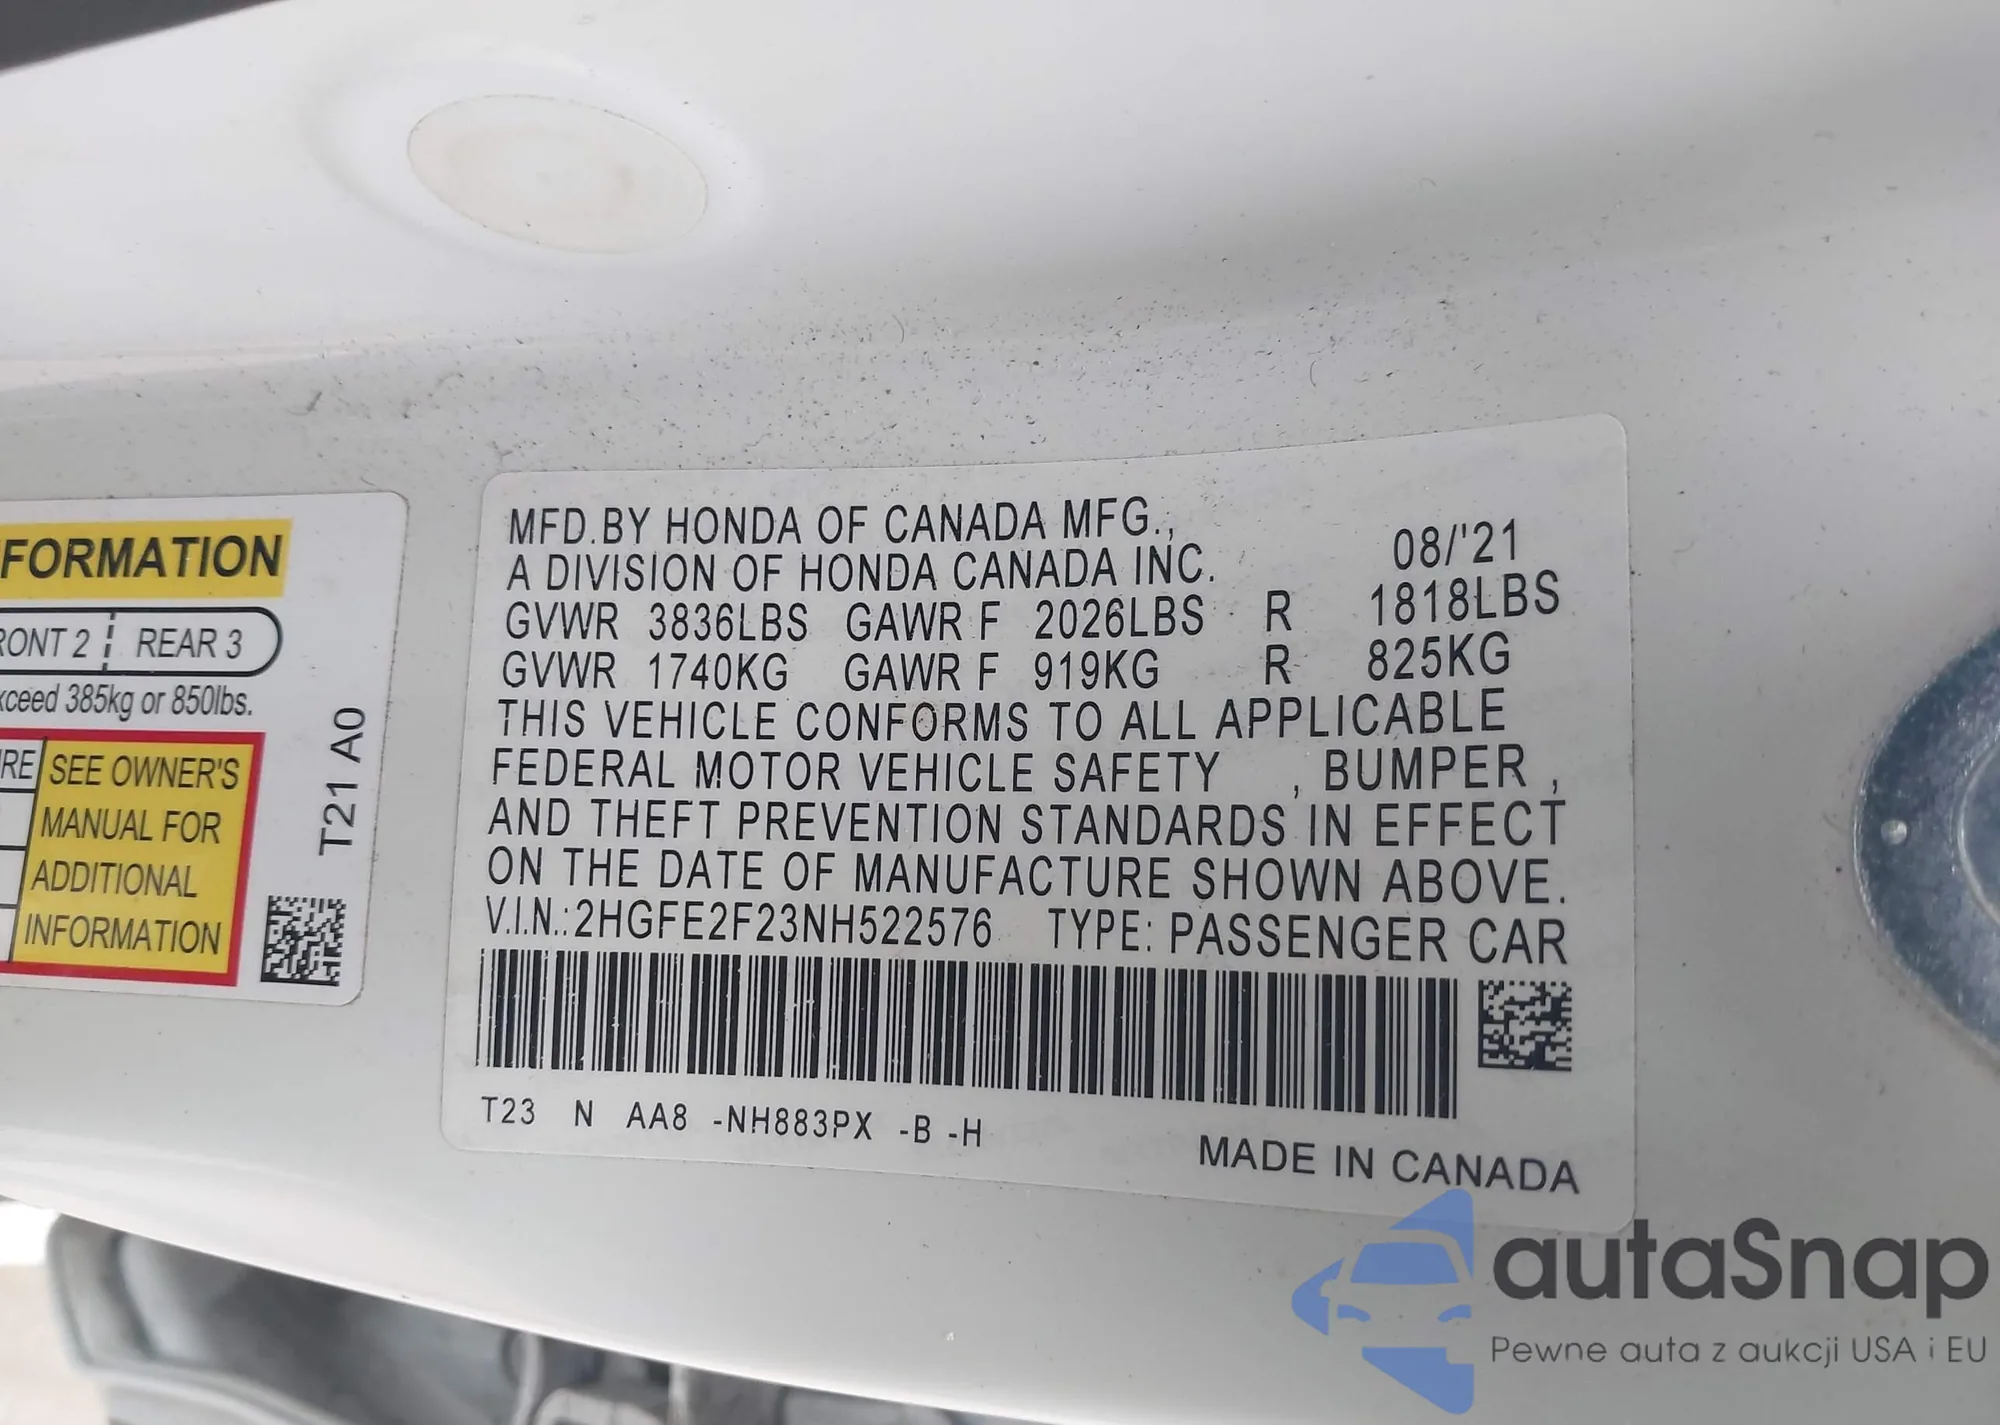 FORMATION
FRONT 2 REAR 3
exceed 385kg or 850lbs.
RE
SEE OWNER'S
MANUAL FOR
ADDITIONAL
INFORMATION
T21 A0
MFD.BY HONDA OF CANADA MFG.,
A DIVISION OF HONDA CANADA INC. 08/'21
GVWR 3836LBS GAWR F 2026LBS R 1818LBS
GVWR 1740KG GAWR F 919KG R 825KG
THIS VEHICLE CONFORMS TO ALL APPLICABLE
FEDERAL MOTOR VEHICLE SAFETY , BUMPER ,
AND THEFT PREVENTION STANDARDS IN EFFECT
ON THE DATE OF MANUFACTURE SHOWN ABOVE.
V.I.N.:2HGFE2F23NH522576 TYPE: PASSENGER CAR
T23 N AA8 -NH883PX -B -H
MADE IN CANADA
autaSnap
Pewne auta z aukcji USA i EU